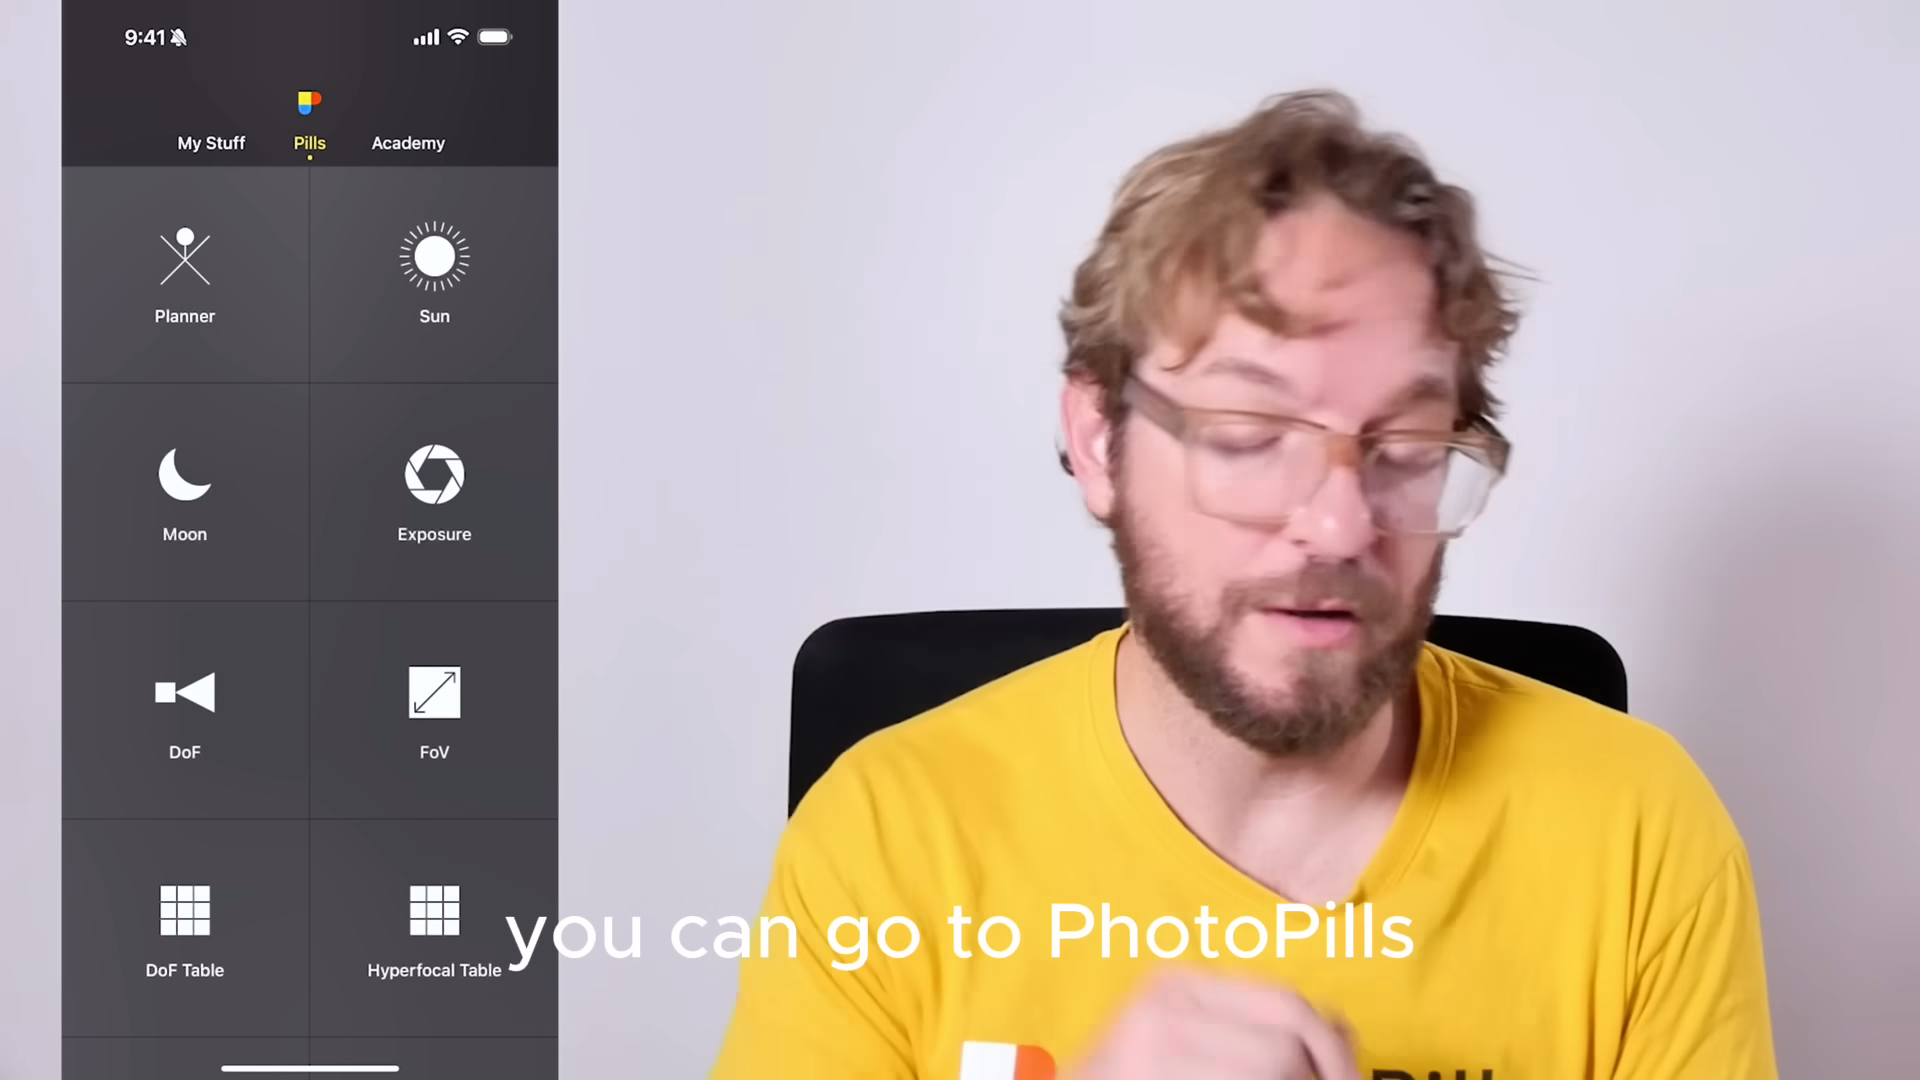 9:41
My Stuff Pills Academy
Planner Sun
Moon Exposure
DoF FoV
DoF Table Hyperfocal Table
you can go to PhotoPills